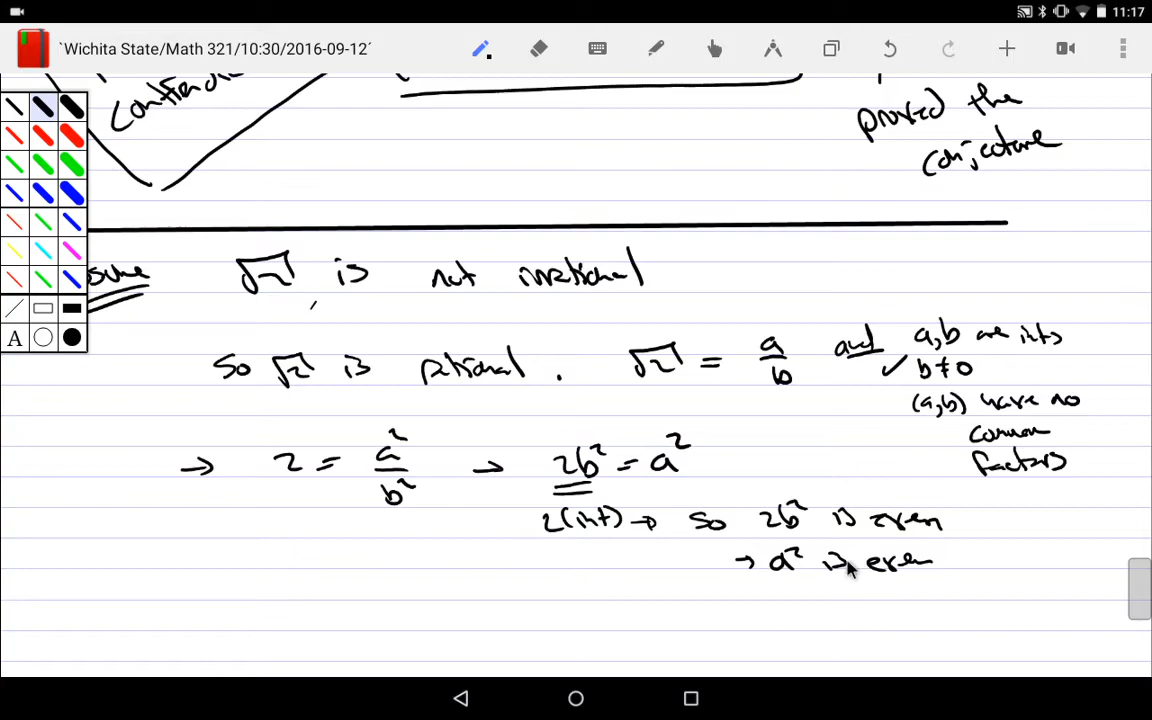 11:17
`Wichita State/Math 321/10:30/2016-09-12´
proved the
conjecture
√2 is not irrational
So √2 is rational. √2 = a/b and a,b are ints
b≠0
(a,b) have no
common
factors
→ 2 = a²/b² → 2b² = a²
2(int) → so 2b² is even
→ a² is even
A